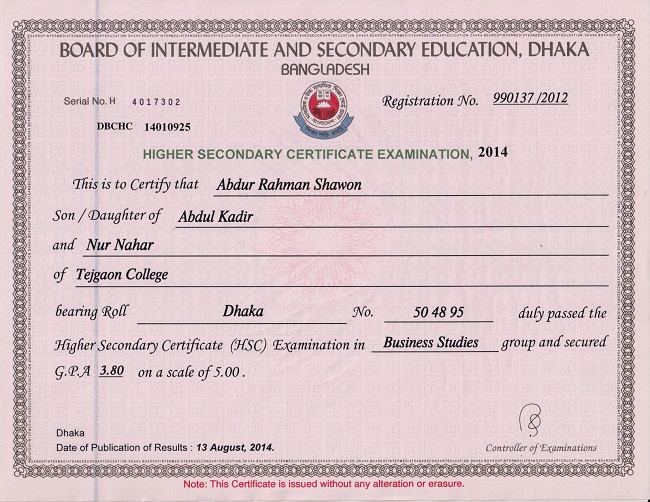 BOARD OF INTERMEDIATE AND SECONDARY EDUCATION, DHAKA
BANGLADESH
Serial No. H 4017302
Registration No. 990137 /2012
DBCHC 14010925
HIGHER SECONDARY CERTIFICATE EXAMINATION, 2014
This is to Certify that Abdur Rahman Shawon
Son / Daughter of Abdul Kadir
and Nur Nahar
of Tejgaon College
bearing Roll Dhaka No. 50 48 95 duly passed the
Higher Secondary Certificate (HSC) Examination in Business Studies group and secured
G.P.A 3.80 on a scale of 5.00 .
Dhaka
Date of Publication of Results : 13 August, 2014.
Controller of Examinations
Note: This Certificate is issued without any alteration or erasure.